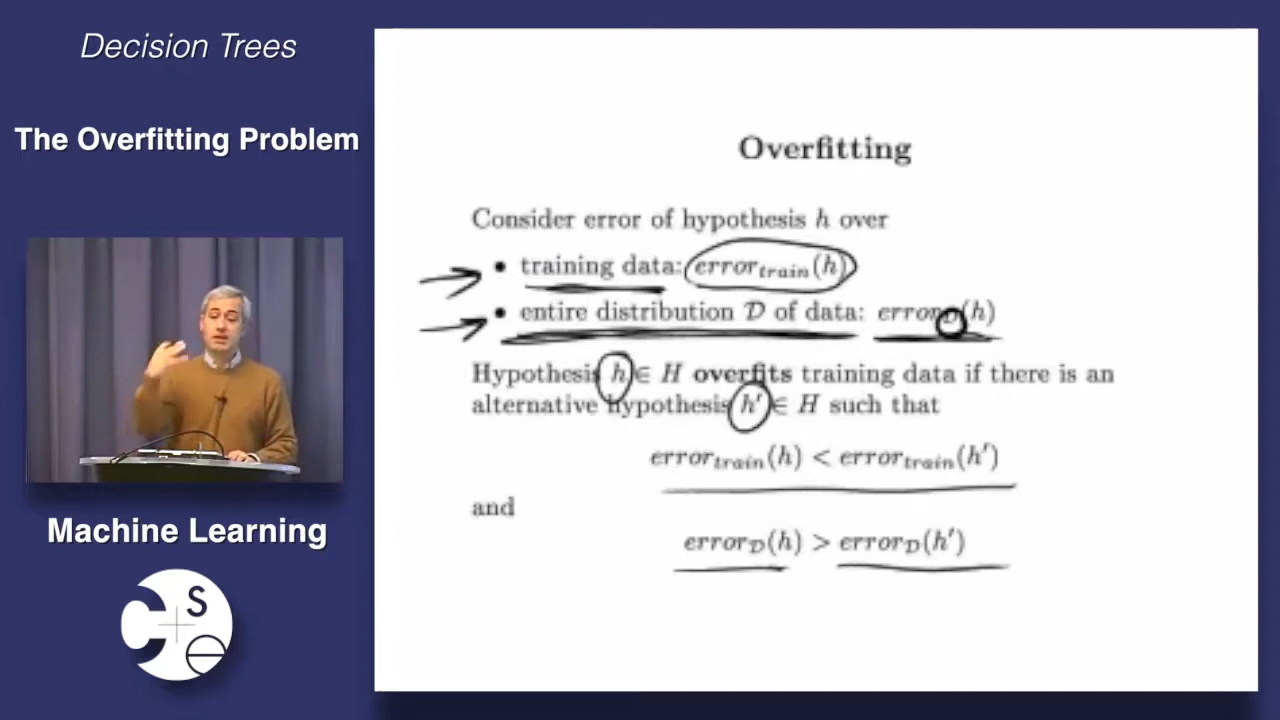 Decision Trees
The Overfitting Problem
Machine Learning
C S e
Overfitting
Consider error of hypothesis h over
• training data: error_train(h)
• entire distribution 𝒟 of data: error_𝒟(h)
Hypothesis h ∈ H overfits training data if there is an
alternative hypothesis h′ ∈ H such that
error_train(h) < error_train(h′)
and
error_𝒟(h) > error_𝒟(h′)